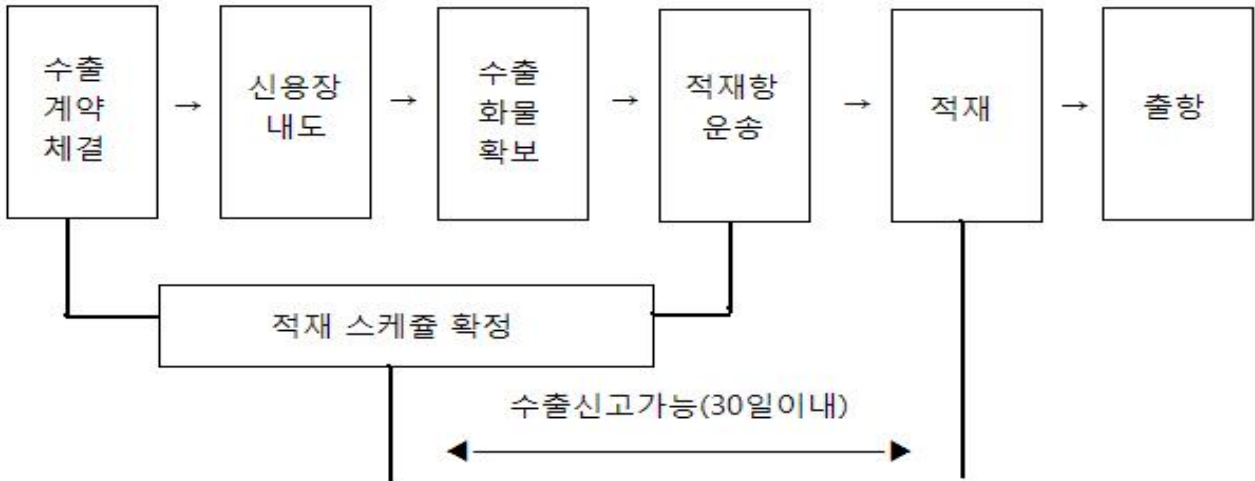 수출
계약
체결
→
신용장
내도
→
수출
화물
확보
→
적재항
운송
→
적재
→
출항
적재 스케쥴 확정
수출신고가능(30일이내)